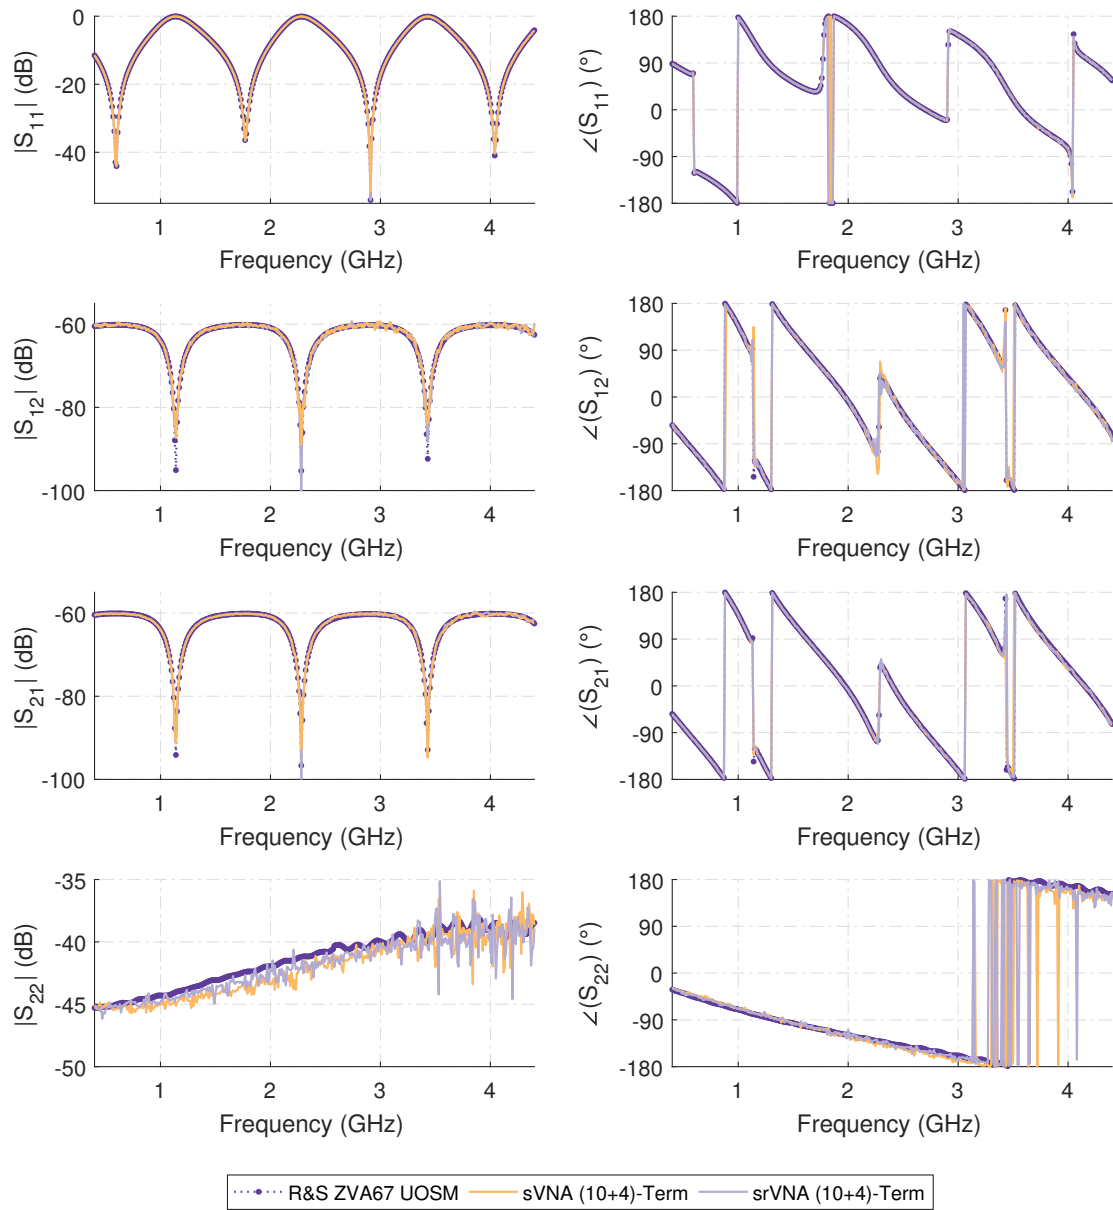 0
-20
-40
|S11| (dB)
1 2 3 4
Frequency (GHz)
180
90
0
-90
-180
∠(S11) (°)
1 2 3 4
Frequency (GHz)
-60
-80
-100
|S12| (dB)
1 2 3 4
Frequency (GHz)
180
90
0
-90
-180
∠(S12) (°)
1 2 3 4
Frequency (GHz)
-60
-80
-100
|S21| (dB)
1 2 3 4
Frequency (GHz)
180
90
0
-90
-180
∠(S21) (°)
1 2 3 4
Frequency (GHz)
-35
-40
-45
-50
|S22| (dB)
1 2 3 4
Frequency (GHz)
180
90
0
-90
-180
∠(S22) (°)
1 2 3 4
Frequency (GHz)
R&S ZVA67 UOSM sVNA (10+4)-Term srVNA (10+4)-Term